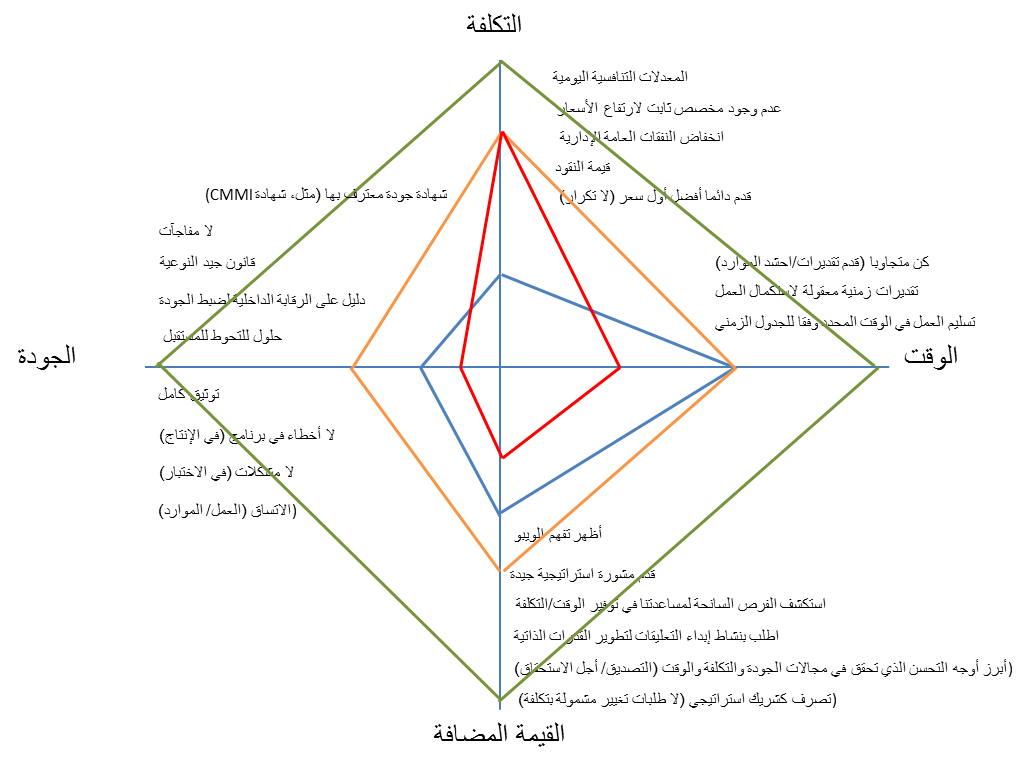 التكلفة
المعدلات التنافسية اليومية
عدم وجود مخصص ثابت لارتفاع الأسعار
انخفاض النفقات العامة الإدارية
قيمة النقود
قدم دائما أفضل أول سعر (لا تكرار)
شهادة جودة معترف بها (مثل، شهادة CMMI)
لا مفاجآت
قانون جيد النوعية
دليل على الرقابة الداخلية لضبط الجودة
حلول للتحوط للمستقبل
كن متجاوبا (قدم تقديرات/احشد الموارد)
تقديرات زمنية معقولة لاستكمال العمل
تسليم العمل في الوقت المحدد وفقا للجدول الزمني
الوقت
الجودة
توثيق كامل
لا أخطاء في برنامج (في الإنتاج)
لا مشكلات (في الاختبار)
الاتساق (العمل/ الموارد)
أظهر تفهم الويبو
قدم مشورة استراتيجية جيدة
استكشف الفرص السانحة لمساعدتنا في توفير الوقت/التكلفة
اطلب بنشاط إبداء التعليقات لتطوير القدرات الذاتية
أبرز أوجه التحسن الذي تحقق في مجالات الجودة والتكلفة والوقت (التصديق/ أجل الاستحقاق)
تصرف كشريك استراتيجي (لا طلبات تغيير مشمولة بتكلفة)
القيمة المضافة